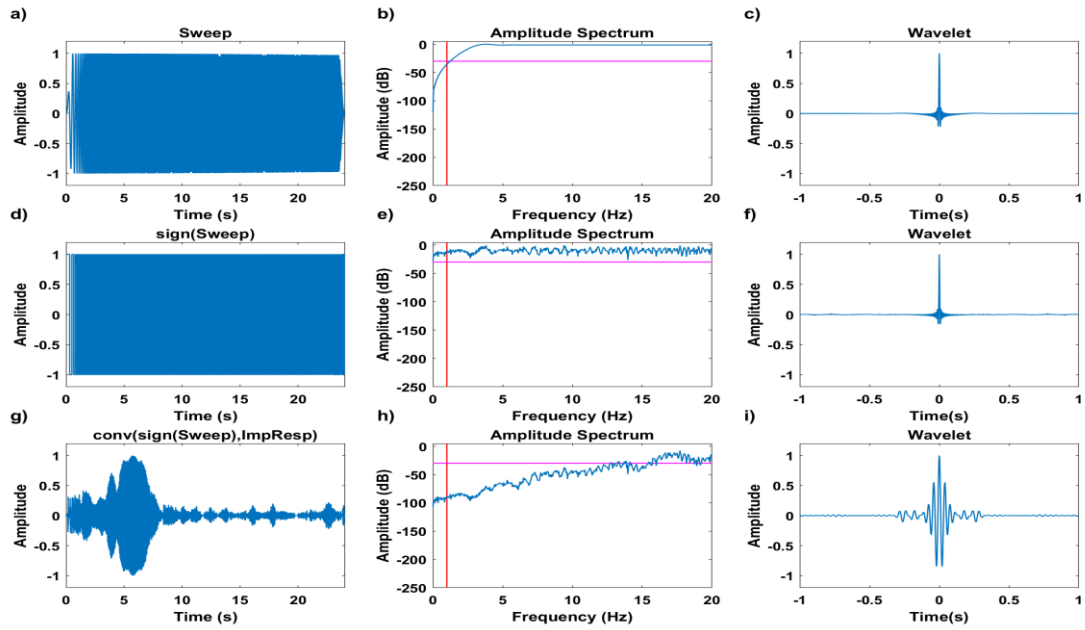 a)
Sweep
Amplitude
1
0.5
0
-0.5
-1
0 5 10 15 20
Time (s)
b)
Amplitude Spectrum
Amplitude (dB)
0
-50
-100
-150
-200
-250
0 5 10 15 20
Frequency (Hz)
c)
Wavelet
Amplitude
1
0.5
0
-0.5
-1
-1 -0.5 0 0.5 1
Time(s)
d)
sign(Sweep)
Amplitude
1
0.5
0
-0.5
-1
0 5 10 15 20
Time (s)
e)
Amplitude Spectrum
Amplitude (dB)
0
-50
-100
-150
-200
-250
0 5 10 15 20
Frequency (Hz)
f)
Wavelet
Amplitude
1
0.5
0
-0.5
-1
-1 -0.5 0 0.5 1
Time(s)
g)
conv(sign(Sweep),ImpResp)
Amplitude
1
0.5
0
-0.5
-1
0 5 10 15 20
Time (s)
h)
Amplitude Spectrum
Amplitude (dB)
0
-50
-100
-150
-200
-250
0 5 10 15 20
Frequency (Hz)
i)
Wavelet
Amplitude
1
0.5
0
-0.5
-1
-1 -0.5 0 0.5 1
Time(s)